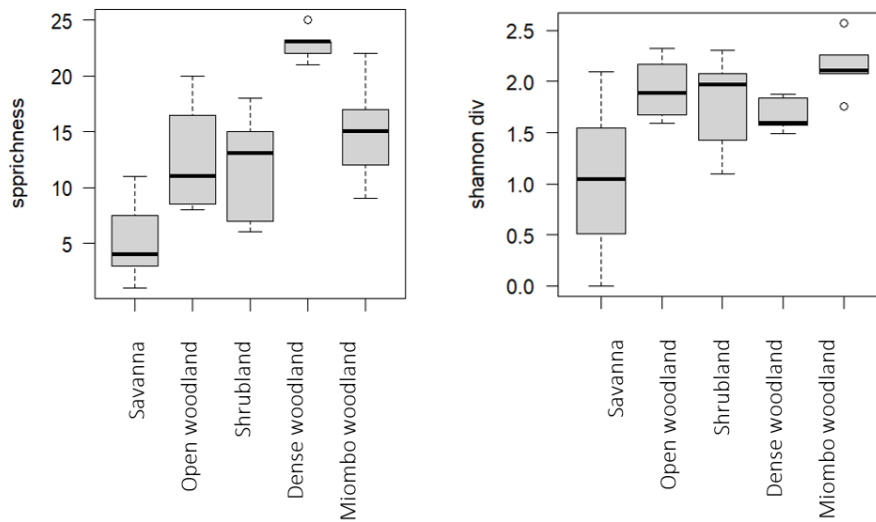 spprichness
25
20
15
10
5
Savanna
Open woodland
Shrubland
Dense woodland
Miombo woodland
shannon div
2.5
2.0
1.5
1.0
0.5
0.0
Savanna
Open woodland
Shrubland
Dense woodland
Miombo woodland